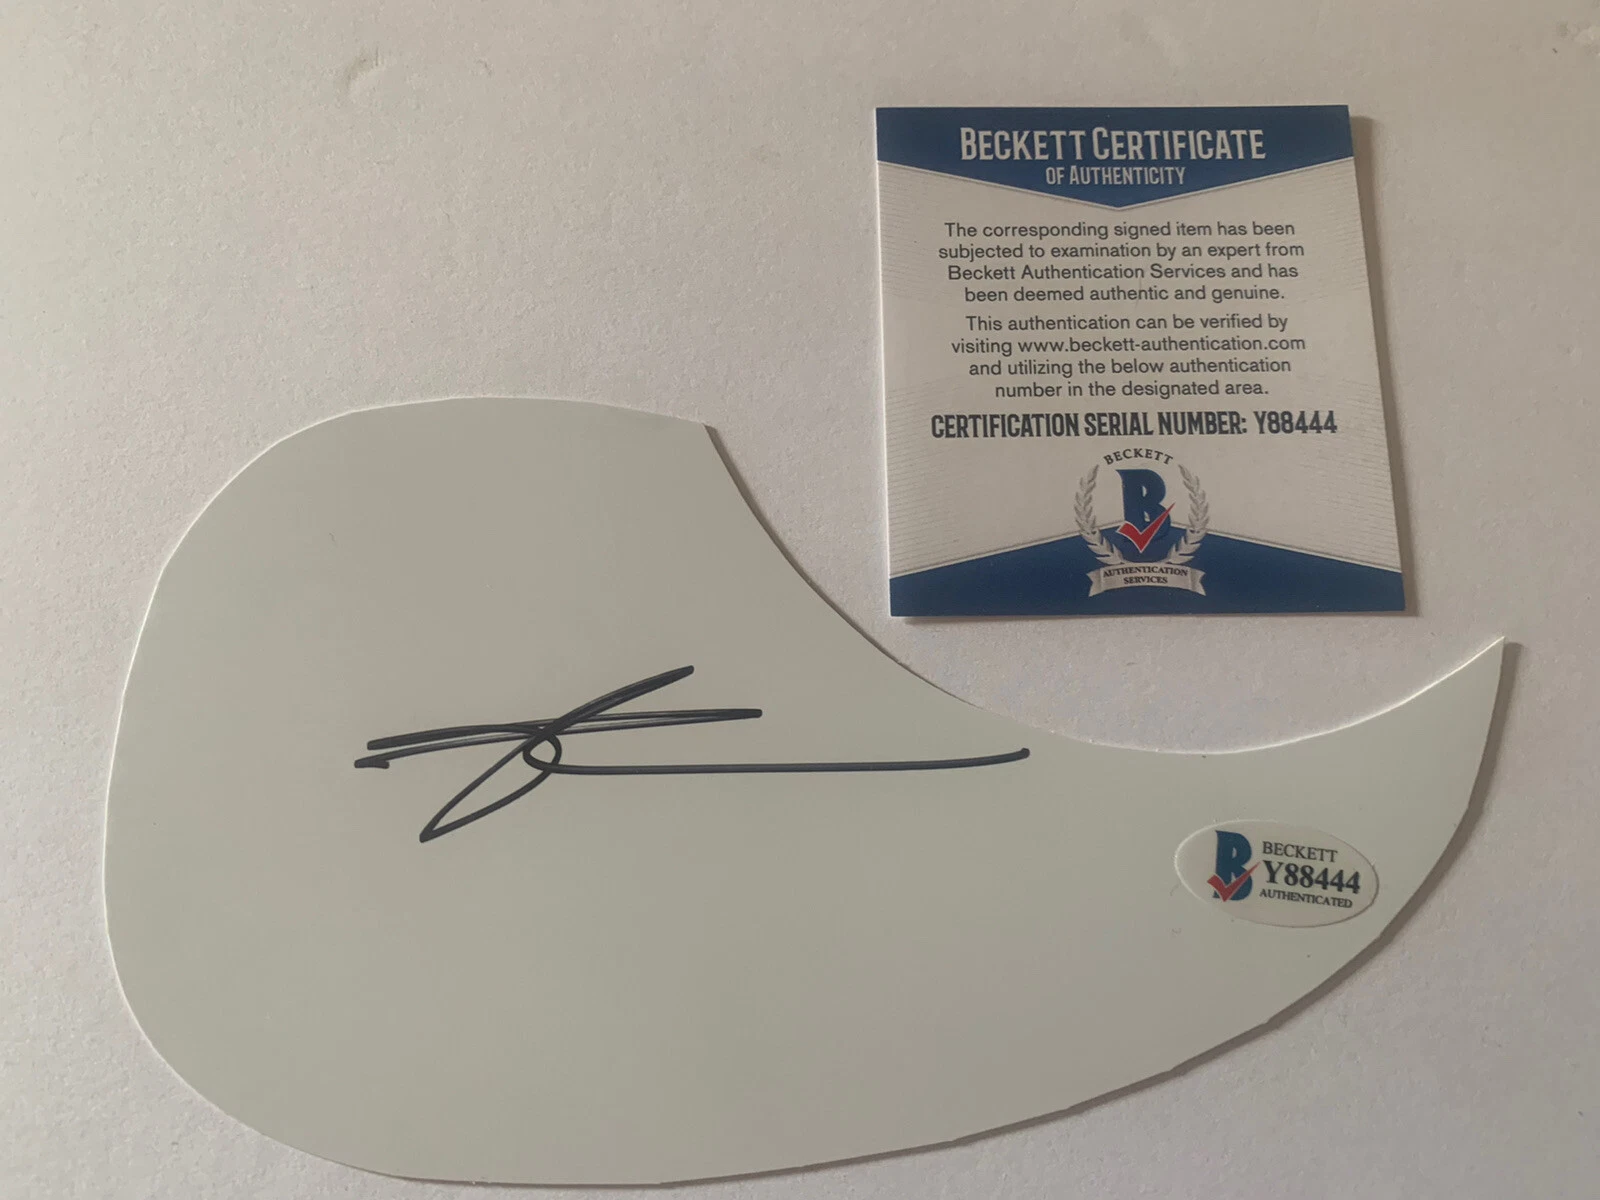 BECKETT CERTIFICATE
OF AUTHENTICITY
The corresponding signed item has been
subjected to examination by an expert from
Beckett Authentication Services and has
been deemed authentic and genuine.
This authentication can be verified by
visiting www.beckett-authentication.com
and utilizing the below authentication
number in the designated area.
CERTIFICATION SERIAL NUMBER: Y88444
BECKETT
B
AUTHENTICATION
SERVICES
B
BECKETT
Y88444
AUTHENTICATED